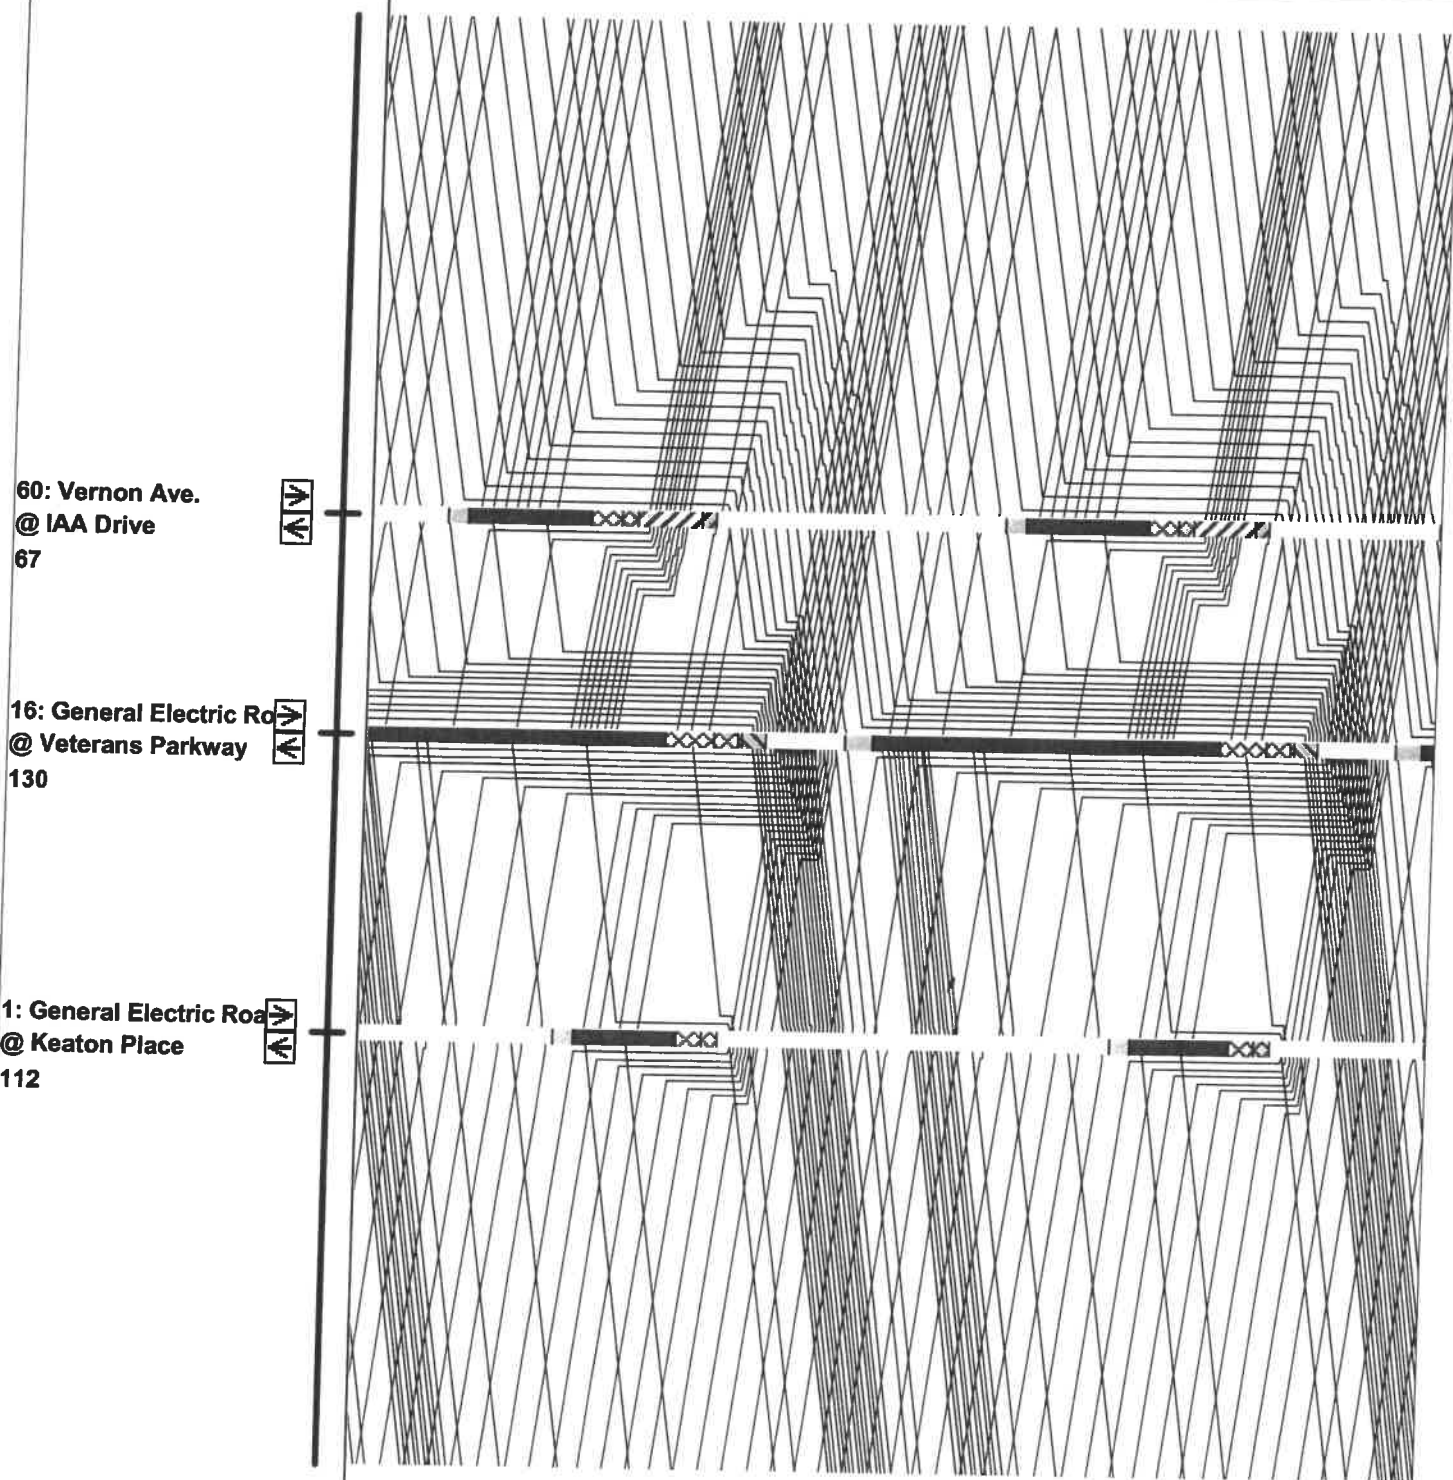 60: Vernon Ave.
@ IAA Drive
67
16: General Electric Ro
@ Veterans Parkway
130
1: General Electric Roa
@ Keaton Place
112